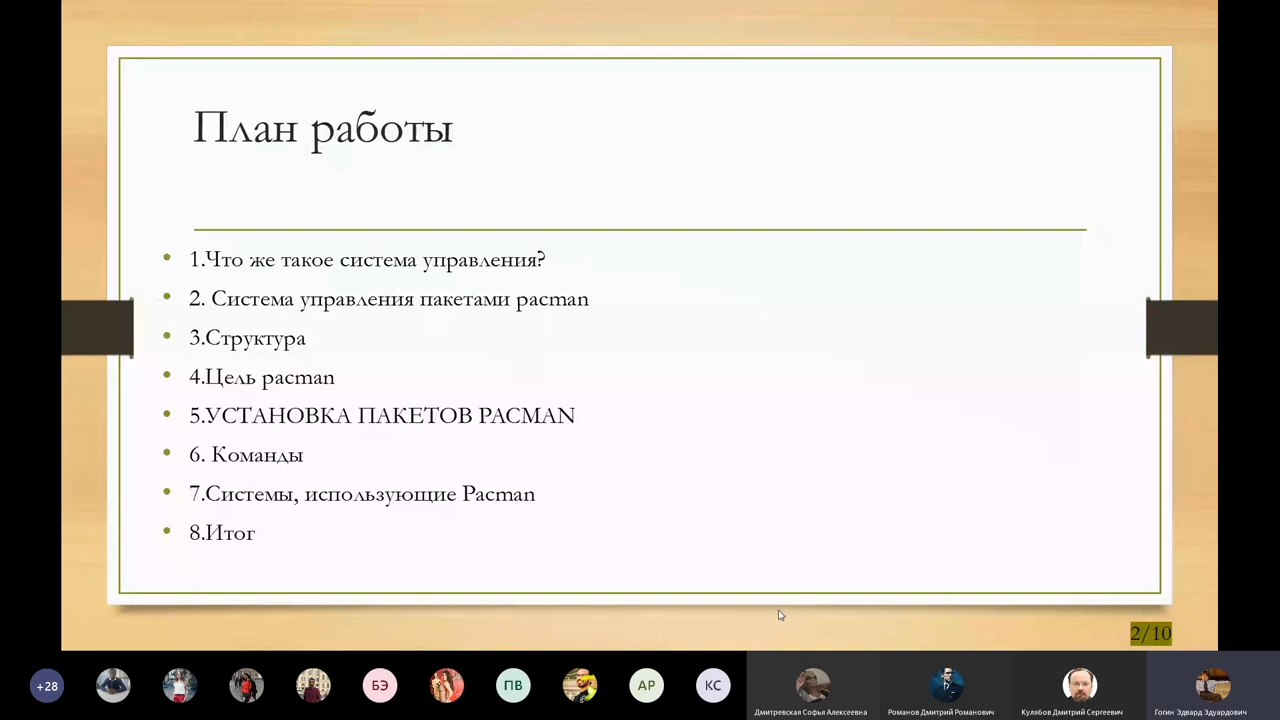 План работы
1.Что же такое система управления?
2. Система управления пакетами pacman
3.Структура
4.Цель pacman
5.УСТАНОВКА ПАКЕТОВ PACMAN
6. Команды
7.Системы, использующие Pacman
8.Итог
2/10
+28
БЭ
ПВ
АР
КС
Дмитревская Софья Алексеевна
Романов Дмитрий Романович
Кулябов Дмитрий Сергеевич
Гогин Эдвард Эдуардович